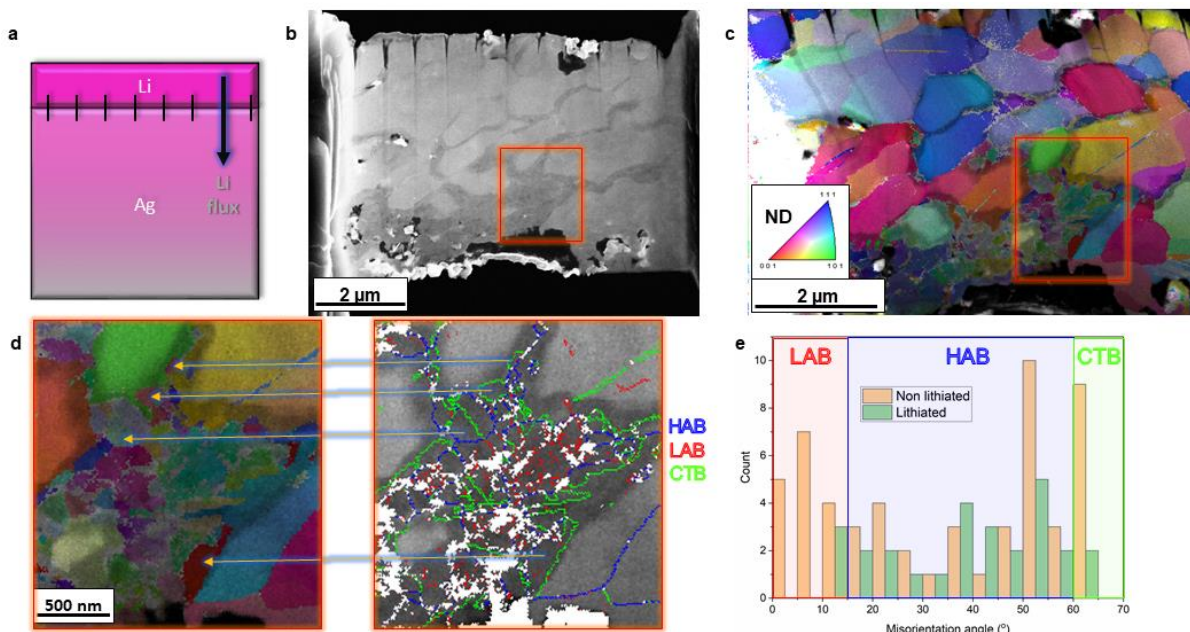 a
Li
Ag
Li
flux
b
2 µm
c
ND
111
001
101
2 µm
d
500 nm
HAB
LAB
CTB
e
LAB
HAB
CTB
Non lithiated
Lithiated
Count
10
8
6
4
2
0
0
10
20
30
40
50
60
70
Misorientation angle (°)